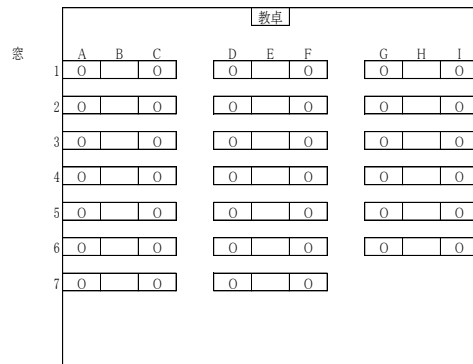 教卓
窓
A B C D E F G H I
1 O O O O O O
2 O O O O O O
3 O O O O O O
4 O O O O O O
5 O O O O O O
6 O O O O O O
7 O O O O